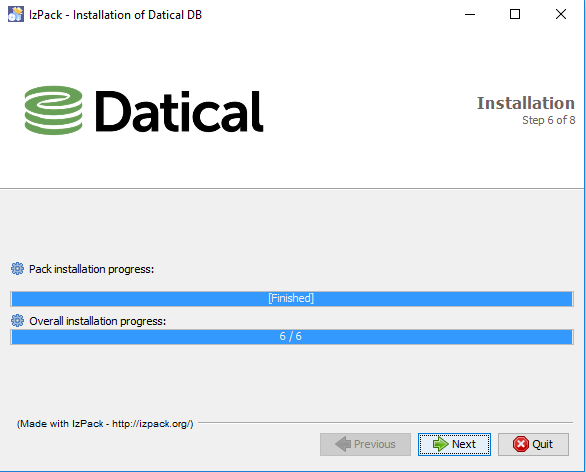 IzPack - Installation of Datical DB
Datical
Installation
Step 6 of 8
Pack installation progress:
[Finished]
Overall installation progress:
6 / 6
(Made with IzPack - http://izpack.org/)
Previous
Next
Quit